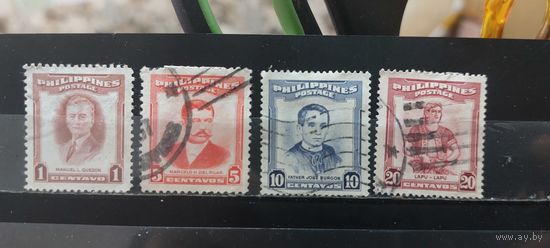 PHILIPPINES
POSTAGE
1 1
MANUEL L. QUEZON
CENTAVO
PHILIPPINES
POSTAGE
5 5
MARCELO H. DEL PILAR
CENTAVOS
PHILIPPINES
POSTAGE
10 10
FATHER JOSE BURGOS
CENTAVOS
PHILIPPINES
POSTAGE
20 20
LAPU-LAPU
CENTAVOS
ay.by